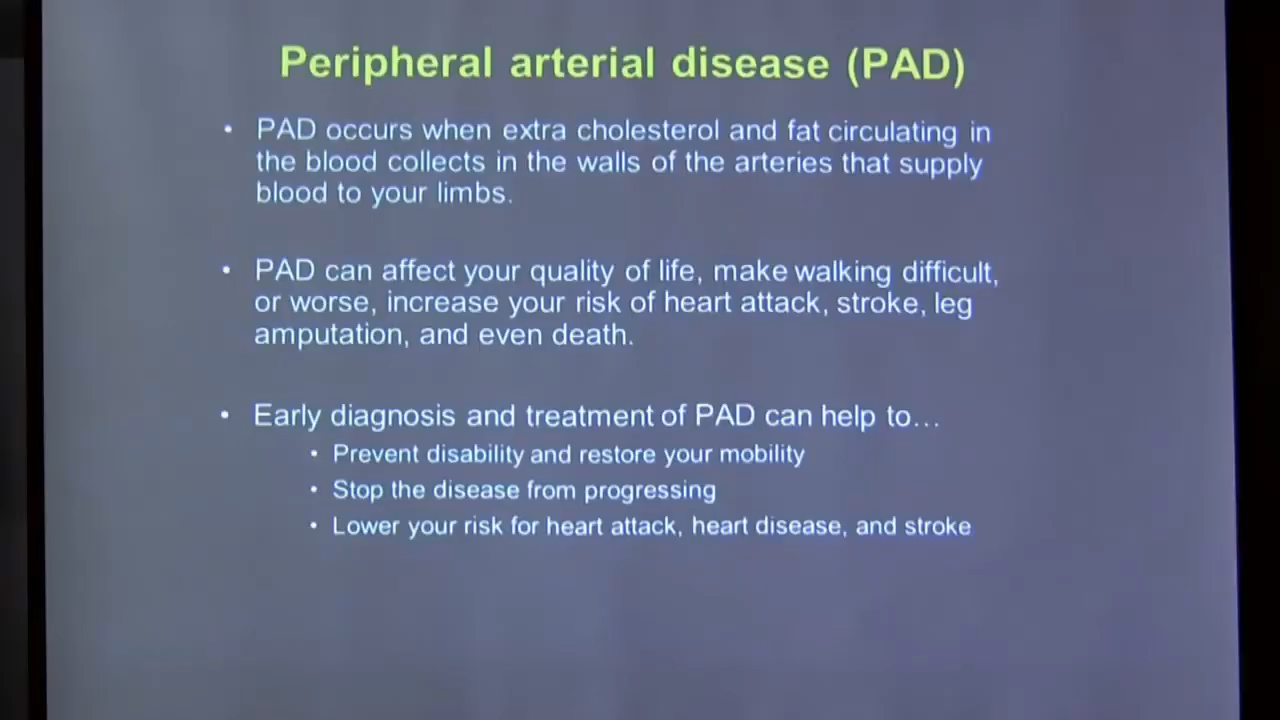 Peripheral arterial disease (PAD)
• PAD occurs when extra cholesterol and fat circulating in
the blood collects in the walls of the arteries that supply
blood to your limbs.
• PAD can affect your quality of life, make walking difficult,
or worse, increase your risk of heart attack, stroke, leg
amputation, and even death.
• Early diagnosis and treatment of PAD can help to…
• Prevent disability and restore your mobility
• Stop the disease from progressing
• Lower your risk for heart attack, heart disease, and stroke